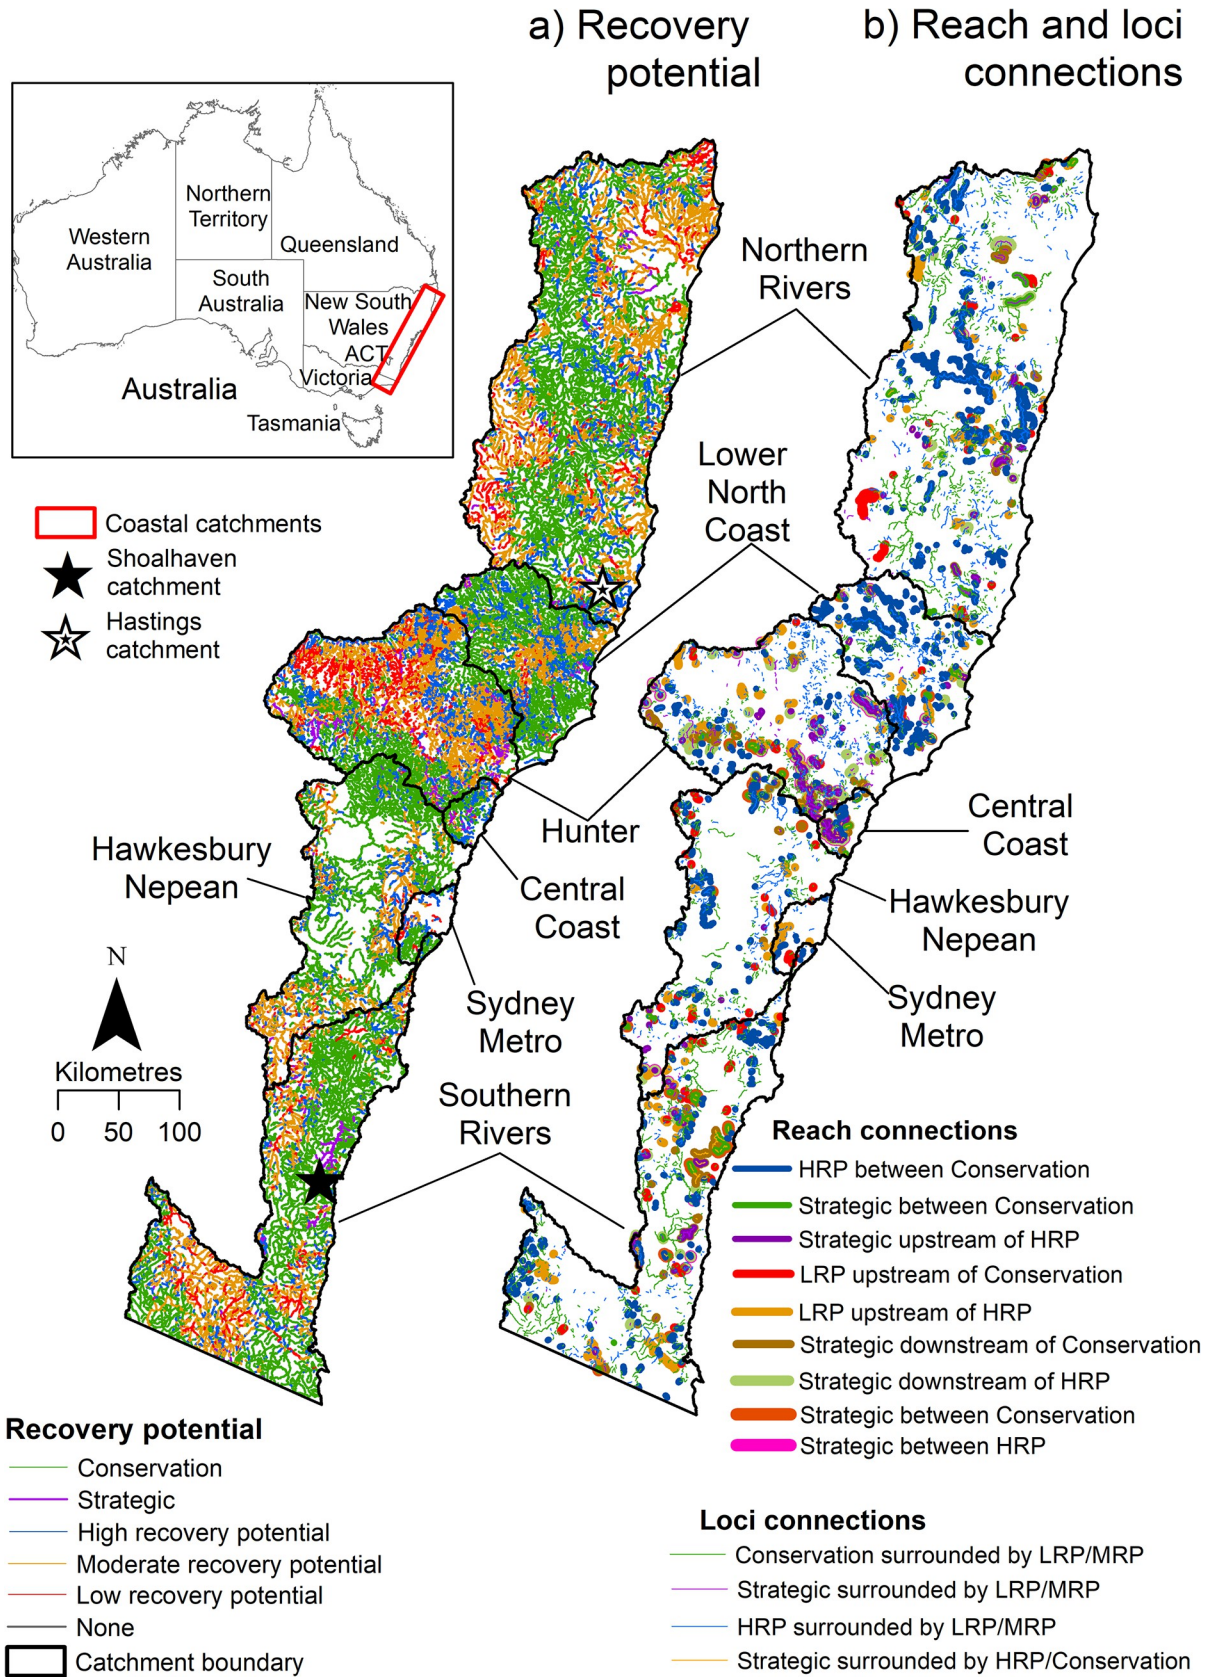 a) Recovery
potential
b) Reach and loci
connections
Northern
Territory
Western
Australia
Queensland
South
Australia
New South
Wales
ACT
Victoria
Australia
Tasmania
Northern
Rivers
Lower
North
Coast
Coastal catchments
Shoalhaven
catchment
Hastings
catchment
Hunter
Central
Coast
Hawkesbury
Nepean
Central
Coast
Hawkesbury
Nepean
Sydney
Metro
Sydney
Metro
N
Kilometres
0 50 100
Southern
Rivers
Reach connections
HRP between Conservation
Strategic between Conservation
Strategic upstream of HRP
LRP upstream of Conservation
LRP upstream of HRP
Strategic downstream of Conservation
Strategic downstream of HRP
Strategic between Conservation
Strategic between HRP
Recovery potential
Conservation
Strategic
High recovery potential
Moderate recovery potential
Low recovery potential
None
Catchment boundary
Loci connections
Conservation surrounded by LRP/MRP
Strategic surrounded by LRP/MRP
HRP surrounded by LRP/MRP
Strategic surrounded by HRP/Conservation